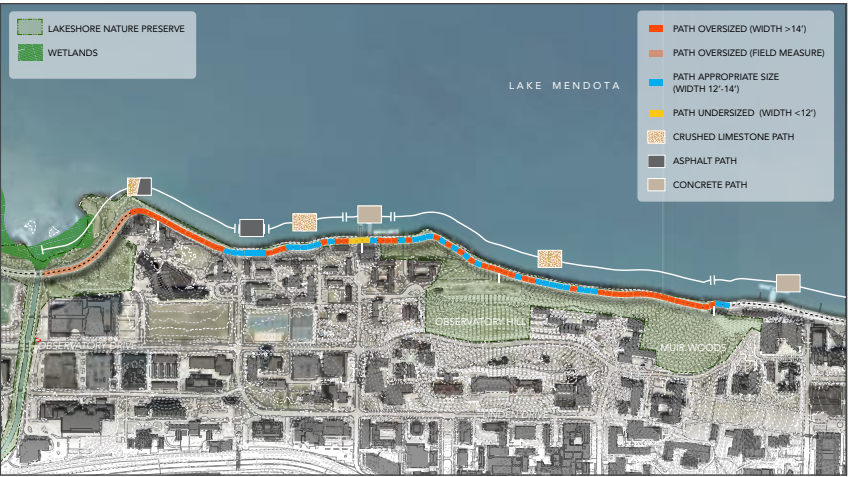 LAKESHORE NATURE PRESERVE
WETLANDS
LAKE MENDOTA
PATH OVERSIZED (WIDTH >14')
PATH OVERSIZED (FIELD MEASURE)
PATH APPROPRIATE SIZE
(WIDTH 12'-14')
PATH UNDERSIZED (WIDTH <12')
CRUSHED LIMESTONE PATH
ASPHALT PATH
CONCRETE PATH
OBSERVATORY HILL
MUIR WOODS